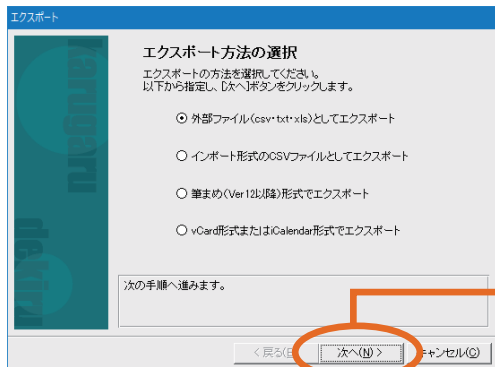 エクスポート
エクスポート方法の選択
エクスポートの方法を選択してください。
以下から指定し、[次へ]ボタンをクリックします。
外部ファイル(csv・txt・xls)としてエクスポート
インポート形式のCSVファイルとしてエクスポート
筆まめ(Ver12以降)形式でエクスポート
vCard形式またはiCalendar形式でエクスポート
次の手順へ進みます。
<戻る(B
次へ(N) >
キャンセル(C)
karugaru
dekiru